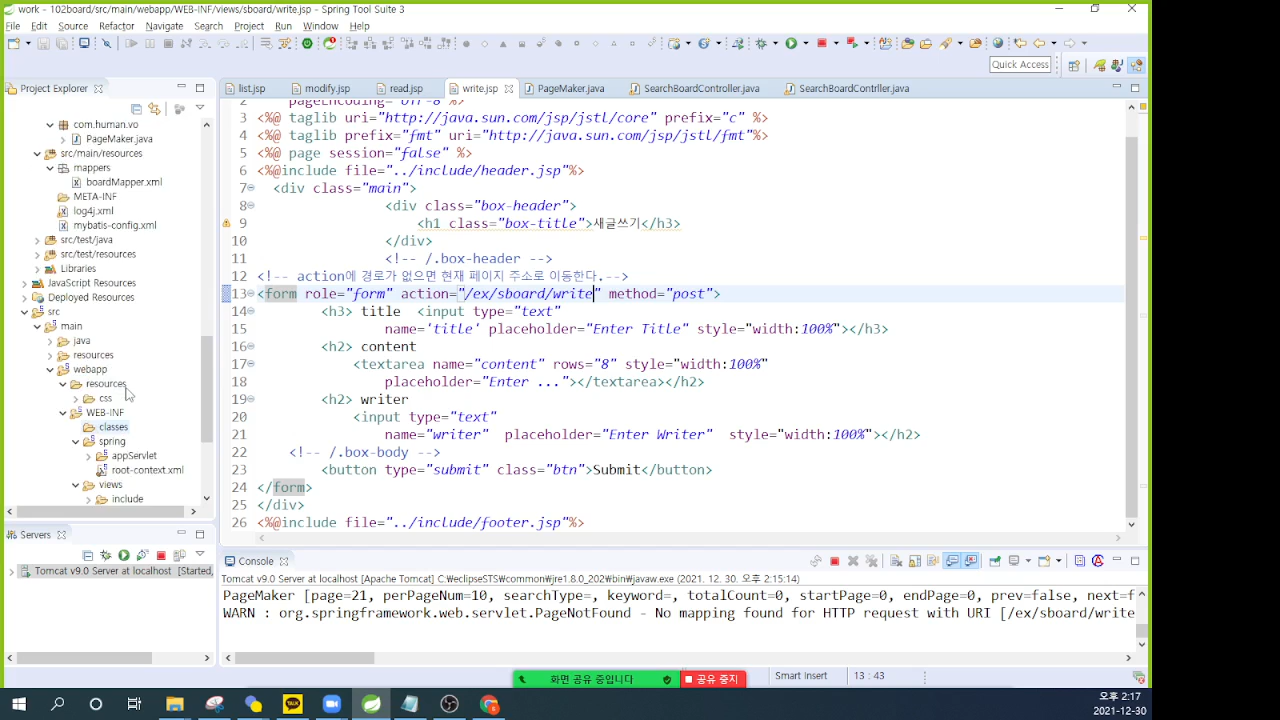 work - 102board/src/main/webapp/WEB-INF/views/sboard/write.jsp - Spring Tool Suite 3
File Edit Source Refactor Navigate Search Project Run Window Help
Quick Access
Project Explorer
list.jsp modify.jsp read.jsp write.jsp PageMaker.java SearchBoardController.java SearchBoardContrller.java
com.human.vo
PageMaker.java
src/main/resources
mappers
boardMapper.xml
META-INF
log4j.xml
mybatis-config.xml
src/test/java
src/test/resources
Libraries
JavaScript Resources
Deployed Resources
src
main
java
resources
webapp
resources
css
WEB-INF
classes
spring
appServlet
root-context.xml
views
include
2 pageEncoding="UTF-8"%>
3 <%@ taglib uri="http://java.sun.com/jsp/jstl/core" prefix="c" %>
4 <%@ taglib prefix="fmt" uri="http://java.sun.com/jsp/jstl/fmt"%>
5 <%@ page session="false" %>
6 <%@include file="../include/header.jsp"%>
7 <div class="main">
8 <div class="box-header">
9 <h1 class="box-title">새글쓰기</h3>
10 </div>
11 <!-- /.box-header -->
12 <!-- action에 경로가 없으면 현재 페이지 주소로 이동한다.-->
13 <form role="form" action="/ex/sboard/write" method="post">
14 <h3> title <input type="text"
15 name='title' placeholder="Enter Title" style="width:100%"></h3>
16 <h2> content
17 <textarea name="content" rows="8" style="width:100%"
18 placeholder="Enter ..."></textarea></h2>
19 <h2> writer
20 <input type="text"
21 name="writer" placeholder="Enter Writer" style="width:100%"></h2>
22 <!-- /.box-body -->
23 <button type="submit" class="btn">Submit</button>
24 </form>
25 </div>
26 <%@include file="../include/footer.jsp"%>
Servers
Tomcat v9.0 Server at localhost [Started,
Console
Tomcat v9.0 Server at localhost [Apache Tomcat] C:₩eclipseSTS₩common₩jre1.8.0_202₩bin₩javaw.exe (2021. 12. 30. 오후 2:15:14)
PageMaker [page=21, perPageNum=10, searchType=, keyword=, totalCount=0, startPage=0, endPage=0, prev=false, next=f
WARN : org.springframework.web.servlet.PageNotFound - No mapping found for HTTP request with URI [/ex/sboard/write
화면 공유 중입니다 공유 중지
Smart Insert 13 : 43
TALK
오후 2:17
2021-12-30